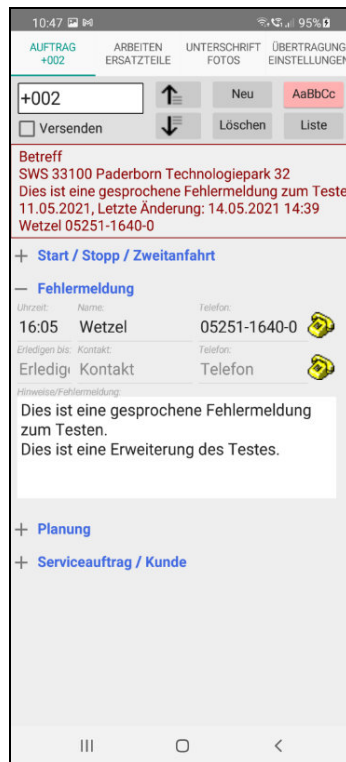 10:47 95%
AUFTRAG +002
ARBEITEN ERSATZTEILE
UNTERSCHRIFT FOTOS
ÜBERTRAGUNG EINSTELLUNGEN
+002
Neu
AaBbCc
Versenden
Löschen
Liste
Betreff
SWS 33100 Paderborn Technologiepark 32
Dies ist eine gesprochene Fehlermeldung zum Teste
11.05.2021, Letzte Änderung: 14.05.2021 14:39
Wetzel 05251-1640-0
+ Start / Stopp / Zweitanfahrt
— Fehlermeldung
Uhrzeit: Name: Telefon:
16:05 Wetzel 05251-1640-0
Erledigen bis: Kontakt: Telefon:
Erledig Kontakt Telefon
Hinweise/Fehlermeldung:
Dies ist eine gesprochene Fehlermeldung
zum Testen.
Dies ist eine Erweiterung des Testes.
+ Planung
+ Serviceauftrag / Kunde